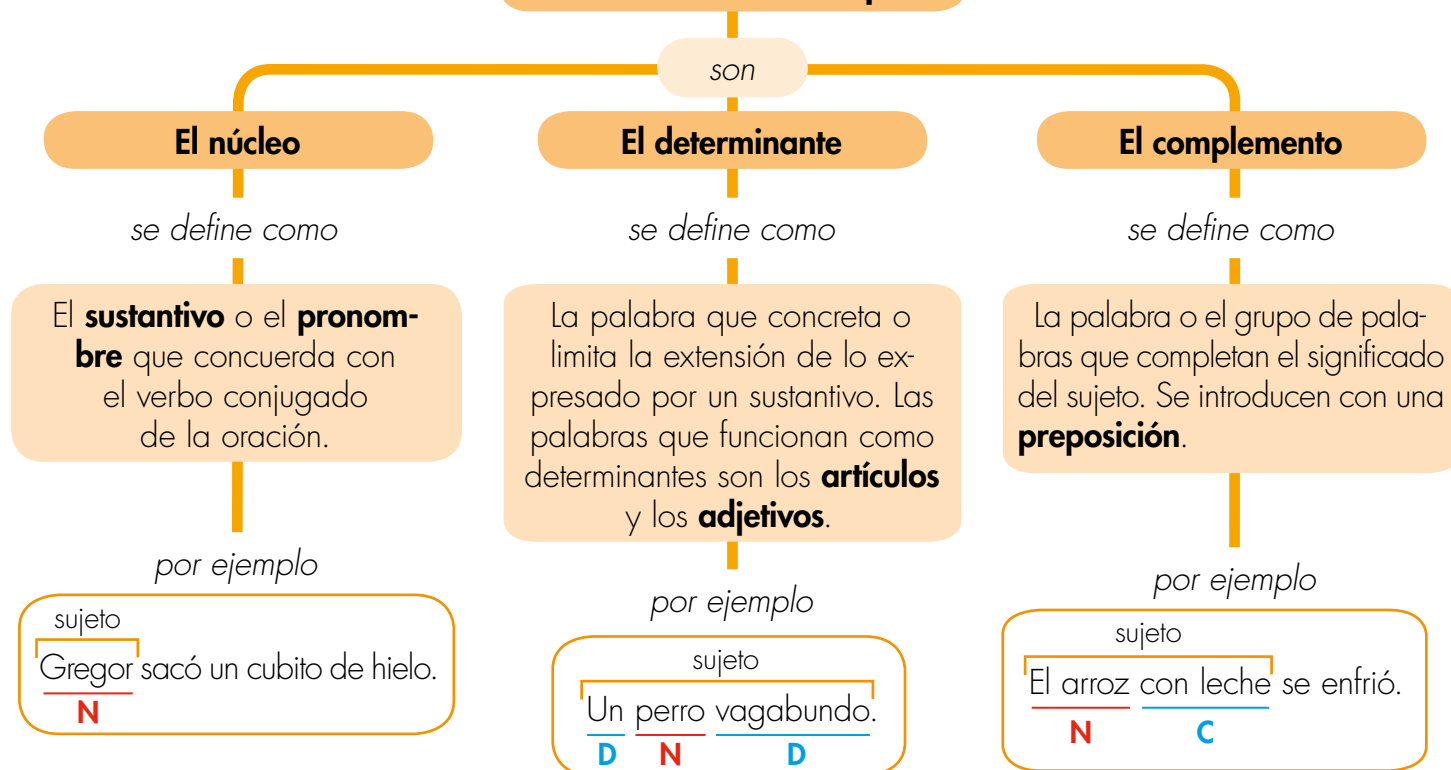 son
El núcleo
se define como
El sustantivo o el pronom-
bre que concuerda con
el verbo conjugado
de la oración.
por ejemplo
sujeto
Gregor sacó un cubito de hielo.
N
El determinante
se define como
La palabra que concreta o
limita la extensión de lo ex-
presado por un sustantivo. Las
palabras que funcionan como
determinantes son los artículos
y los adjetivos.
por ejemplo
sujeto
Un perro vagabundo.
D N D
El complemento
se define como
La palabra o el grupo de pala-
bras que completan el significado
del sujeto. Se introducen con una
preposición.
por ejemplo
sujeto
El arroz con leche se enfrió.
N C